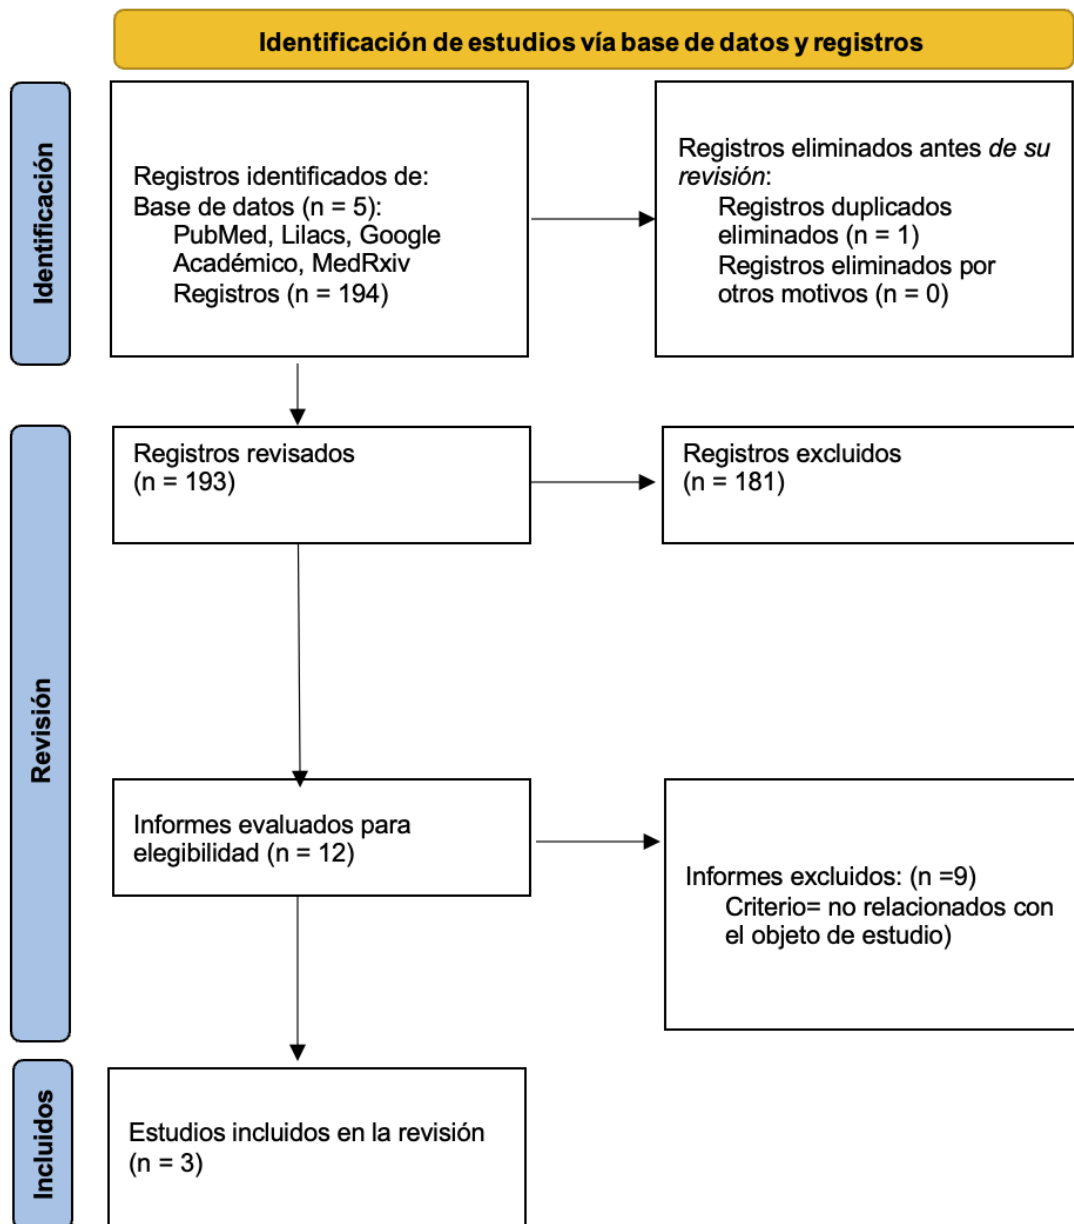 Identificación de estudios vía base de datos y registros
Identificación
Registros identificados de:
Base de datos (n = 5):
PubMed, Lilacs, Google
Académico, MedRxiv
Registros (n = 194)
Registros eliminados antes de su
revisión:
Registros duplicados
eliminados (n = 1)
Registros eliminados por
otros motivos (n = 0)
Revisión
Registros revisados
(n = 193)
Registros excluidos
(n = 181)
Informes evaluados para
elegibilidad (n = 12)
Informes excluidos: (n =9)
Criterio= no relacionados con
el objeto de estudio)
Incluidos
Estudios incluidos en la revisión
(n = 3)